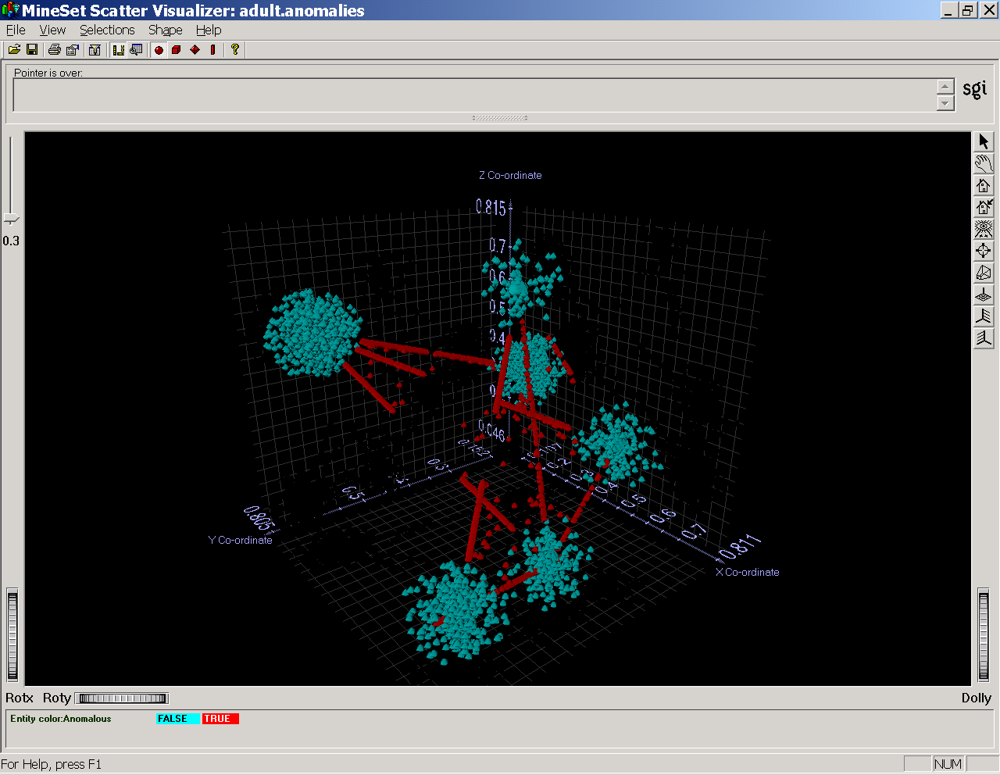 MineSet Scatter Visualizer: adult.anomalies
File View Selections Shape Help
Pointer is over:
sgi
0.3
Z Co-ordinate
0.815
0.7
0.6
0.5
0.4
0.046
0.162
0.3
0.5
0.805
Y Co-ordinate
0.2
0.4
0.5
0.6
0.7
0.811
X Co-ordinate
Rotx Roty
Dolly
Entity color:Anomalous FALSE TRUE
For Help, press F1
NUM